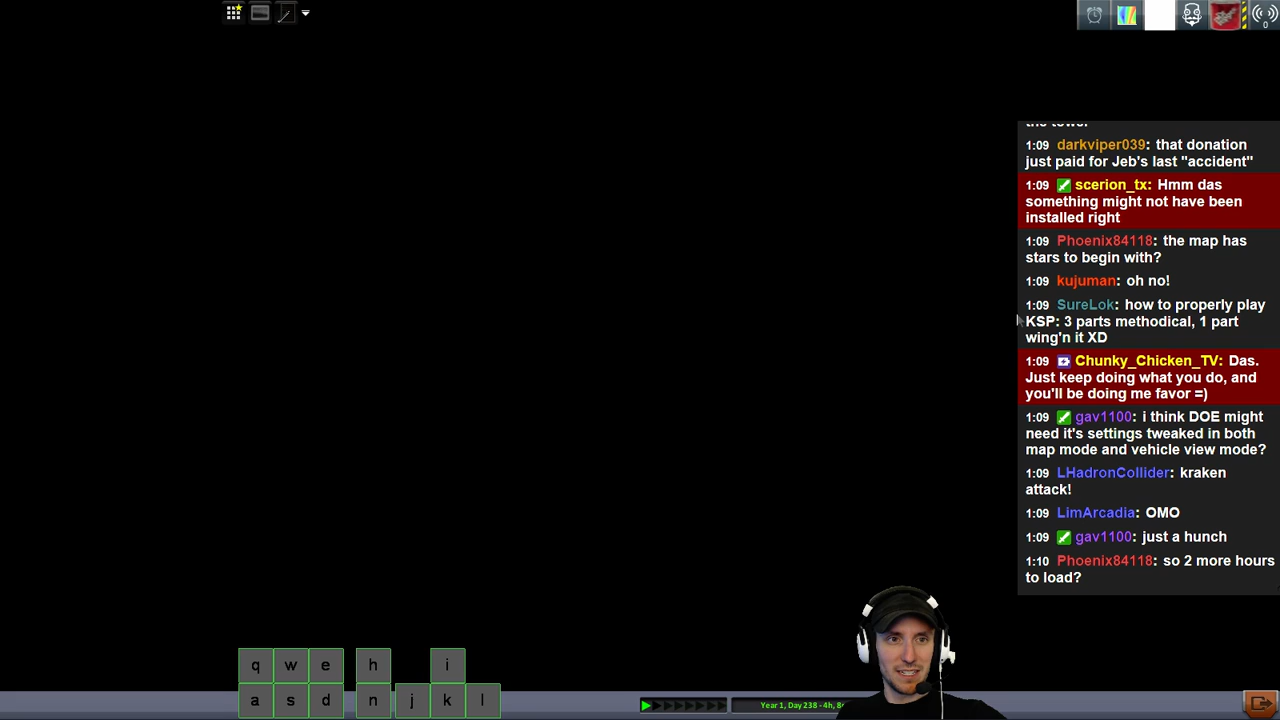 0
1:09 darkviper039: that donation
just paid for Jeb's last "accident"
1:09 scerion_tx: Hmm das
something might not have been
installed right
1:09 Phoenix84118: the map has
stars to begin with?
1:09 kujuman: oh no!
1:09 SureLok: how to properly play
KSP: 3 parts methodical, 1 part
wing'n it XD
1:09 Chunky_Chicken_TV: Das.
Just keep doing what you do, and
you'll be doing me favor =)
1:09 gav1100: i think DOE might
need it's settings tweaked in both
map mode and vehicle view mode?
1:09 LHadronCollider: kraken
attack!
1:09 LimArcadia: OMO
1:09 gav1100: just a hunch
1:10 Phoenix84118: so 2 more hours
to load?
q w e h i
a s d n j k l
Year 1, Day 238 - 4h,